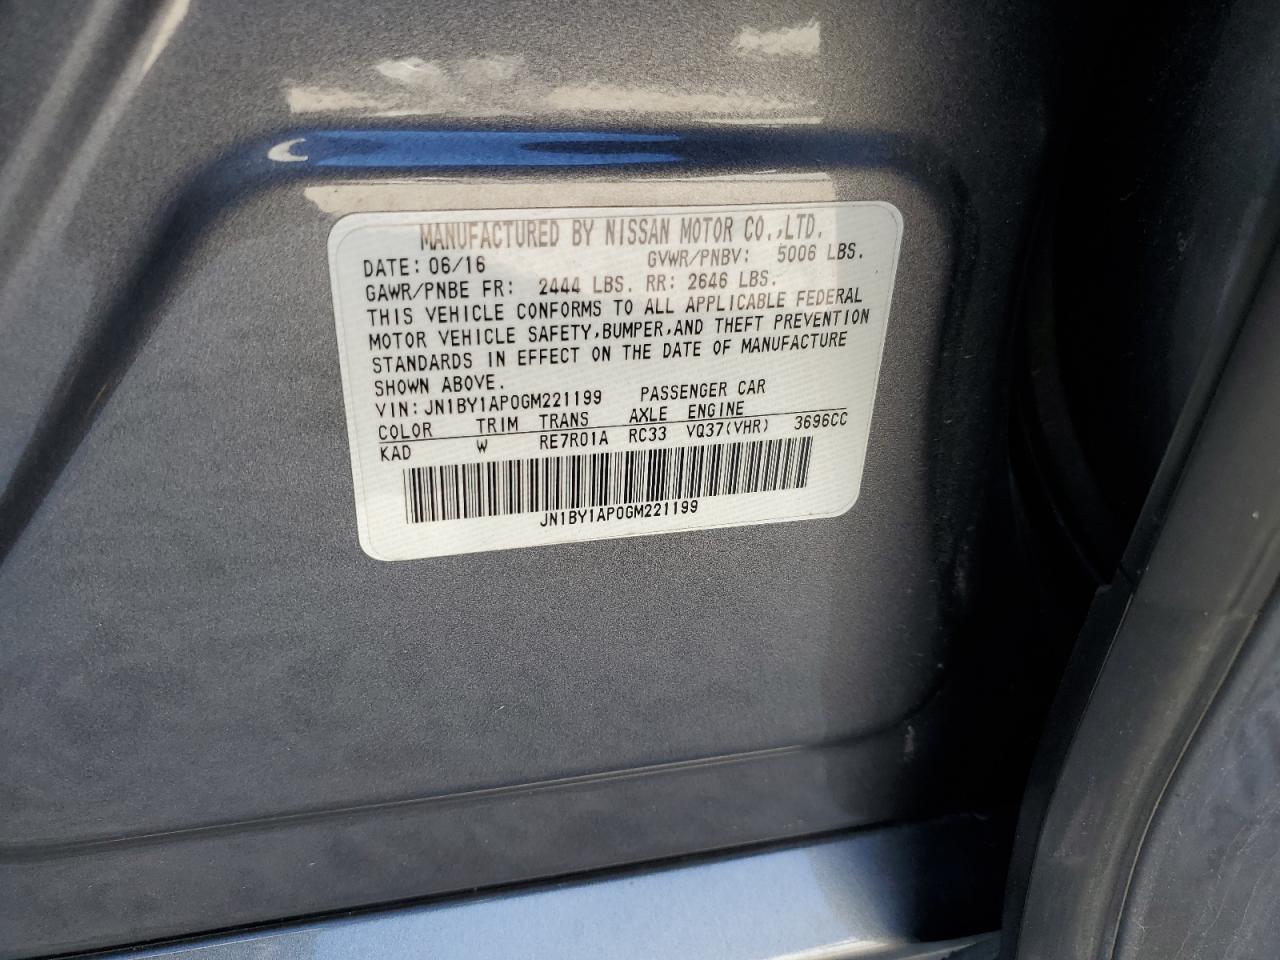 MANUFACTURED BY NISSAN MOTOR CO.,LTD.
DATE: 06/16 GVWR/PNBV: 5006 LBS.
GAWR/PNBE FR: 2444 LBS. RR: 2646 LBS.
THIS VEHICLE CONFORMS TO ALL APPLICABLE FEDERAL
MOTOR VEHICLE SAFETY,BUMPER,AND THEFT PREVENTION
STANDARDS IN EFFECT ON THE DATE OF MANUFACTURE
SHOWN ABOVE.
VIN: JN1BY1AP0GM221199 PASSENGER CAR
COLOR TRIM TRANS AXLE ENGINE
KAD W RE7R01A RC33 VQ37(VHR) 3696CC
JN1BY1AP0GM221199